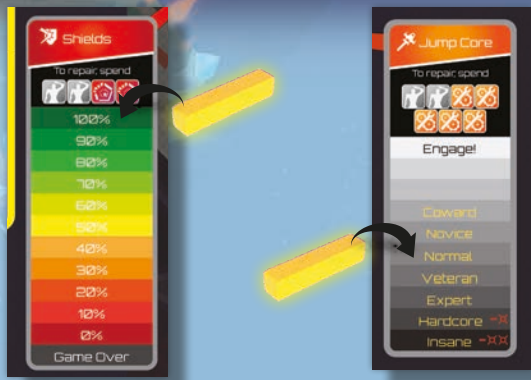 Shields
To repair, spend
100%
90%
80%
70%
60%
50%
40%
30%
20%
10%
0%
Game Over
Jump Core
To repair, spend
Engage!
Coward
Novice
Normal
Veteran
Expert
Hardcore
Insane